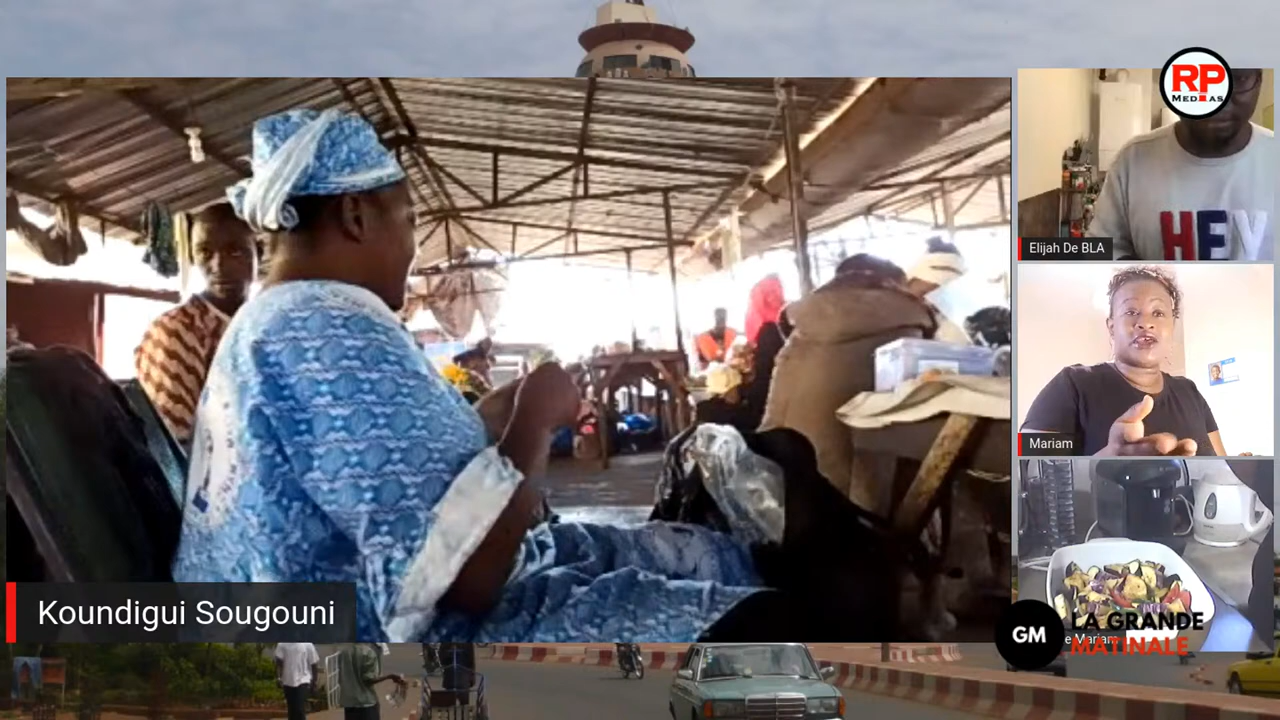 RP
MEDIAS
Elijah De BLA
Mariam
Koundigui Sougouni
GM
LA GRANDE
MATINALE
HEY